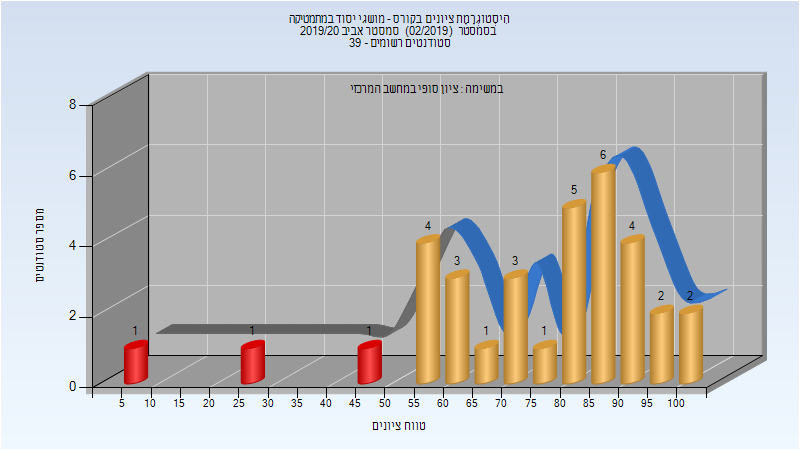 היסטוגרמת ציונים בקורס - מושגי יסוד במתמטיקה
בסמסטר (02/2019) סמסטר אביב 2019/20
סטודנטים רשומים - 39
במשימה : ציון סופי במחשב המרכזי
מספר סטודנטים
8
6
4
2
0
1
1
1
4
3
1
3
1
5
6
4
2
2
5 10 15 20 25 30 35 40 45 50 55 60 65 70 75 80 85 90 95 100
טווח ציונים